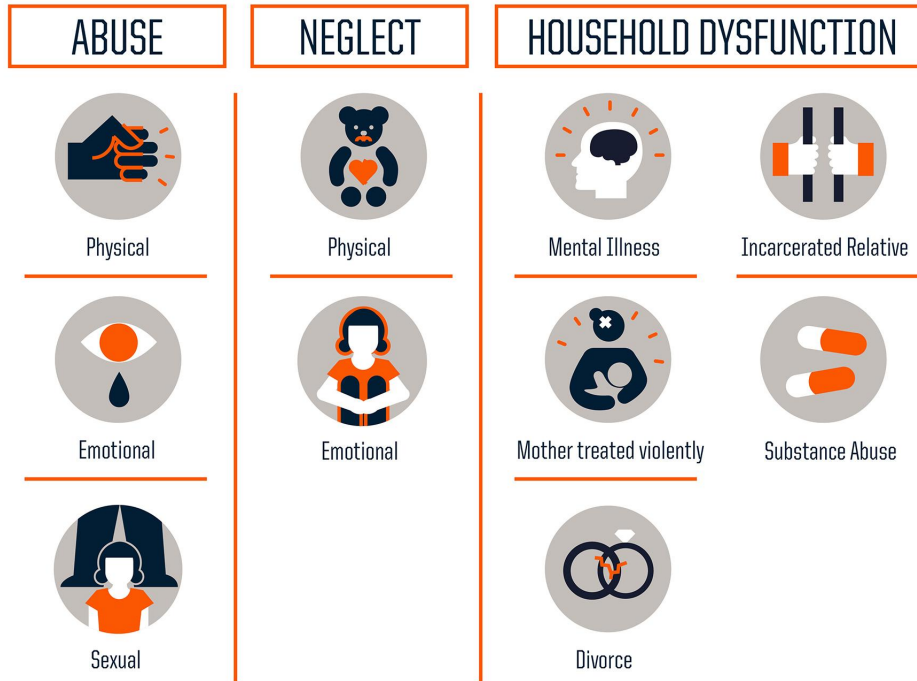 ABUSE
Physical
Emotional
Sexual
NEGLECT
Physical
Emotional
HOUSEHOLD DYSFUNCTION
Mental Illness
Incarcerated Relative
Mother treated violently
Substance Abuse
Divorce